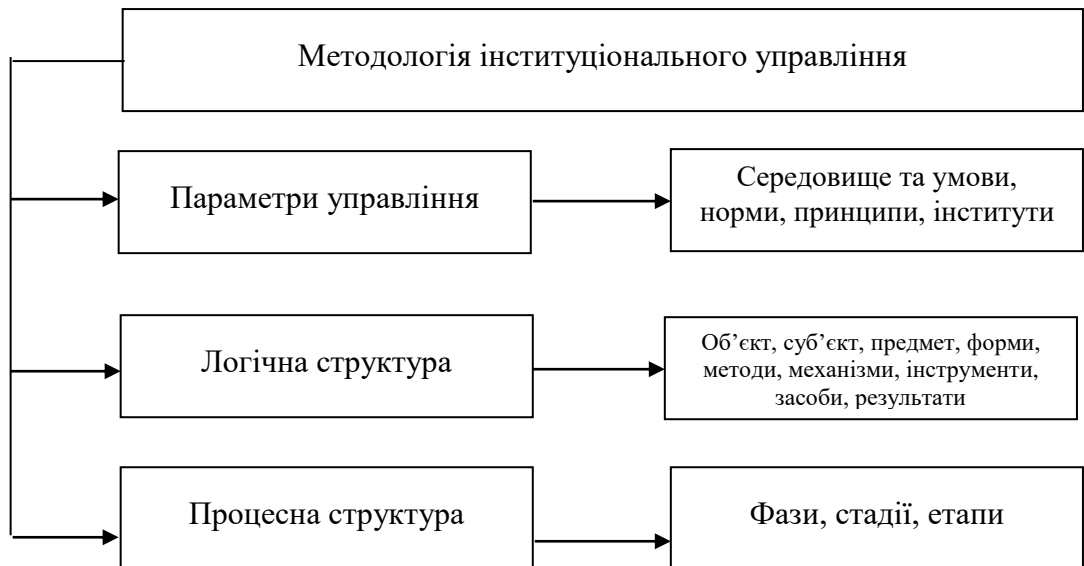 Методологія інституціонального управління
Параметри управління
Середовище та умови,
норми, принципи, інститути
Логічна структура
Об’єкт, суб’єкт, предмет, форми,
методи, механізми, інструменти,
засоби, результати
Процесна структура
Фази, стадії, етапи